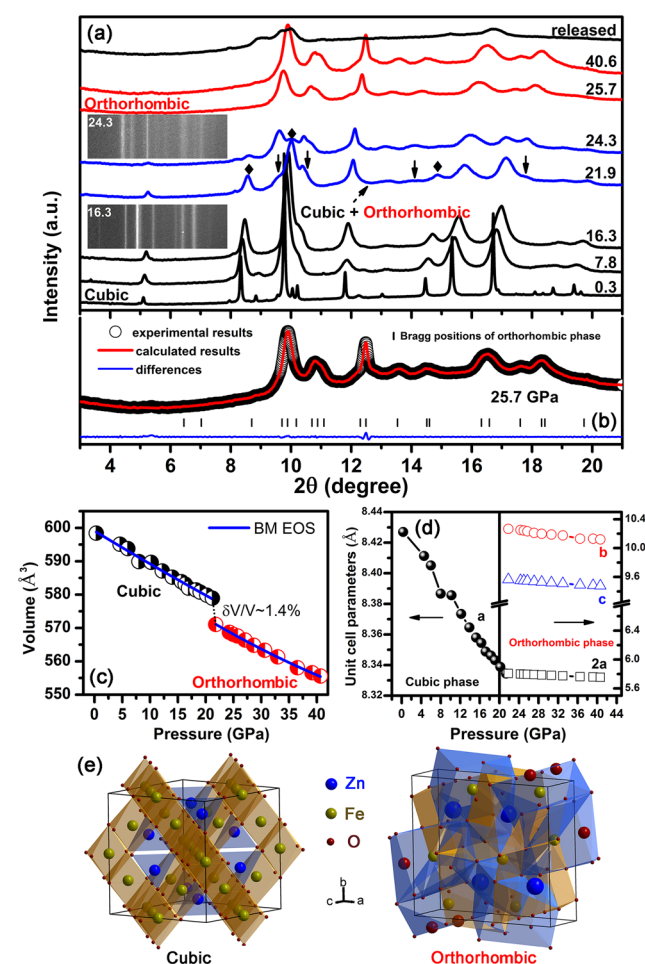 (a)
released
40.6
25.7
Orthorhombic
24.3
24.3
21.9
Cubic + Orthorhombic
16.3
16.3
7.8
0.3
Cubic
Intensity (a.u.)
experimental results
calculated results
differences
Bragg positions of orthorhombic phase
25.7 GPa
(b)
4 6 8 10 12 14 16 18 20
2θ (degree)
600
590
580
570
560
550
Volume (Å³)
BM EOS
Cubic
δV/V~1.4%
Orthorhombic
(c)
0 5 10 15 20 25 30 35 40
Pressure (GPa)
8.44
8.42
8.40
8.38
8.36
8.34
8.32
Unit cell parameters (Å)
(d)
a
Cubic phase
b
c
Orthorhombic phase
2a
10.4
10.0
9.6
9.2
6.4
6.0
5.6
0 4 8 12 16 20 24 28 32 36 40 44
Pressure (GPa)
(e)
Zn
Fe
O
b
c a
Cubic
Orthorhombic